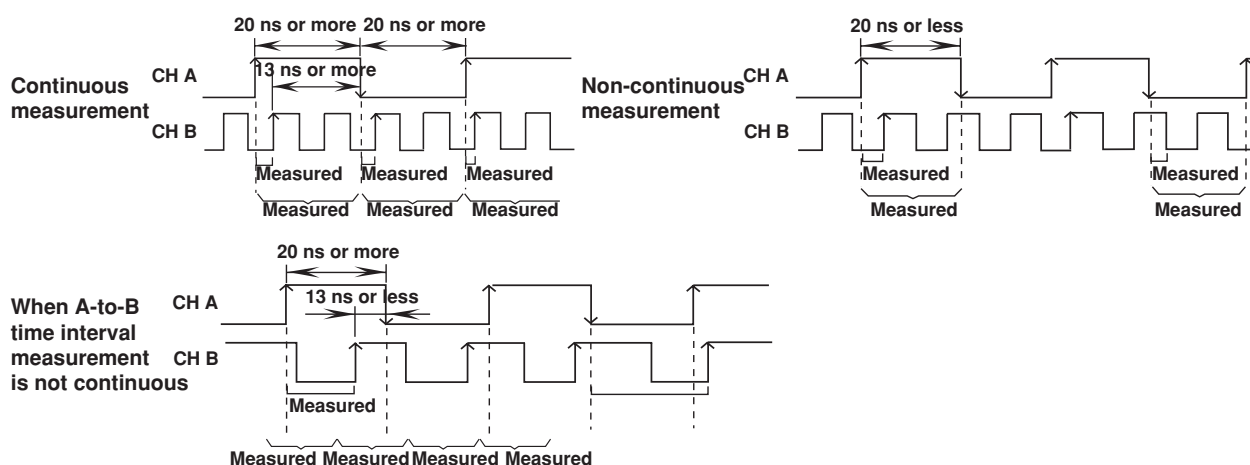 20 ns or more 20 ns or more
Continuous measurement
CH A
13 ns or more
CH B
Measured Measured Measured
Measured Measured Measured
20 ns or less
Non-continuous measurement
CH A
CH B
Measured Measured
Measured Measured
20 ns or more
When A-to-B
time interval
measurement
is not continuous
CH A
13 ns or less
CH B
Measured
Measured Measured Measured Measured